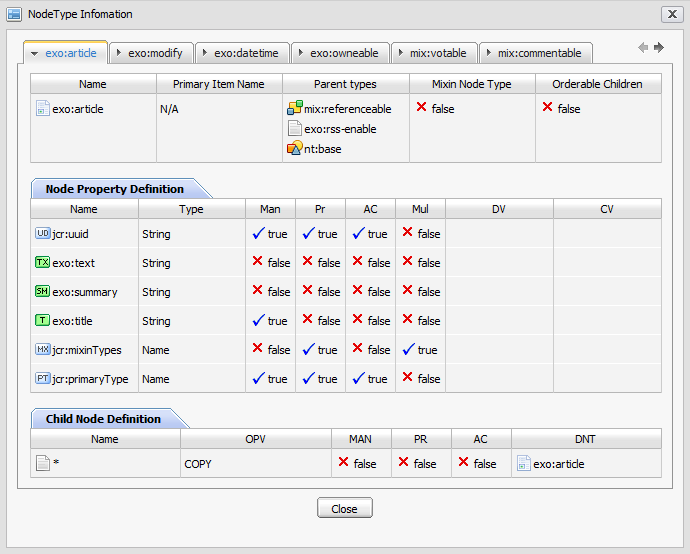 NodeType Infomation
exo:article exo:modify exo:datetime exo:owneable mix:votable mix:commentable
Name Primary Item Name Parent types Mixin Node Type Orderable Children
exo:article N/A mix:referenceable false false
exo:rss-enable
nt:base
Node Property Definition
Name Type Man Pr AC Mul DV CV
UD jcr:uuid String true true true false
TX exo:text String false false false false
SM exo:summary String false false false false
T exo:title String true false false false
MX jcr:mixinTypes Name false true false true
PT jcr:primaryType Name true true true false
Child Node Definition
Name OPV MAN PR AC DNT
* COPY false false false exo:article
Close